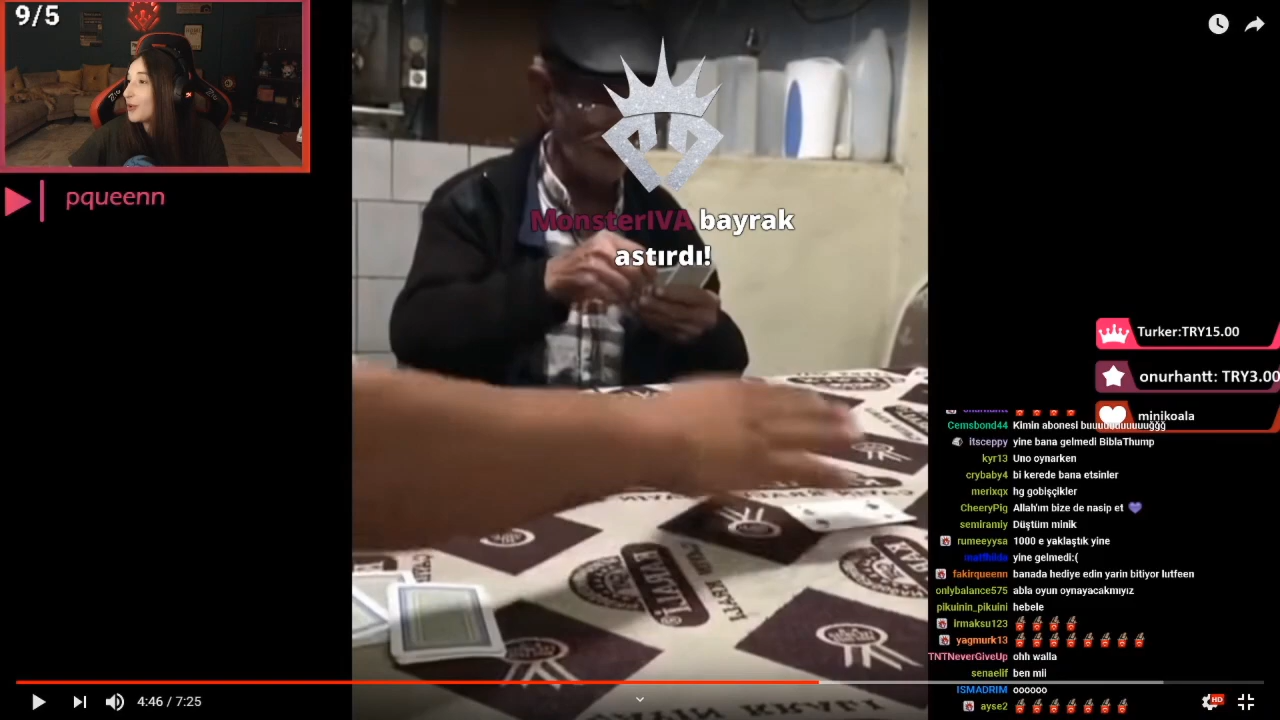 9/5
pqueenn
MonsterIVA bayrak
astırdı!
Turker:TRY15.00
onurhantt: TRY3.00
minikoala
onurhantt
Cemsbond44 Kimin abonesi buuuuğuuuuuuğğğ
itsceppy yine bana gelmedi BiblaThump
kyr13 Uno oynarken
crybaby4 bi kerede bana etsinler
merixqx hg gobişçikler
CheeryPig Allah'ım bize de nasip et
semiramiy Düştüm minik
rumeeyysa 1000 e yaklaştık yine
yine gelmedi:(
fakirqueenn banada hediye edin yarin bitiyor lutfeen
onlybalance575 abla oyun oynayacakmıyız
pikuinin_pikuini hebele
irmaksu123
yagmurk13
TNTNeverGiveUp ohh walla
senaelif ben mii
ISMADRIM oooooo
ayse2
4:46 / 7:25
HD